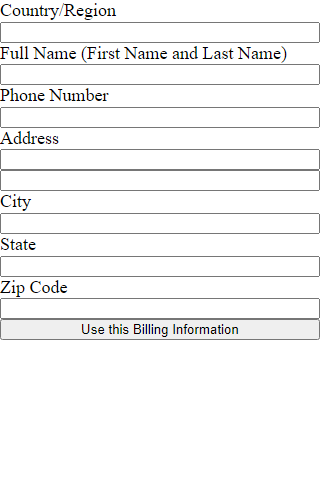 Country/Region
Full Name (First Name and Last Name)
Phone Number
Address
City
State
Zip Code
Use this Billing Information